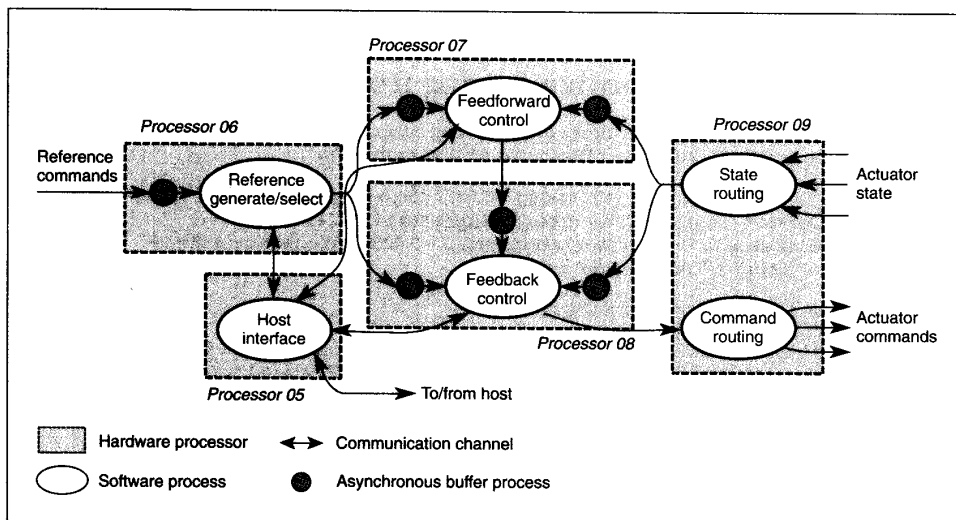 Processor 07
Feedforward
control
Processor 06
Processor 09
Reference
commands
Reference
generate/select
State
routing
Actuator
state
Feedback
control
Host
interface
Command
routing
Actuator
commands
Processor 08
Processor 05
To/from host
Hardware processor
Communication channel
Software process
Asynchronous buffer process